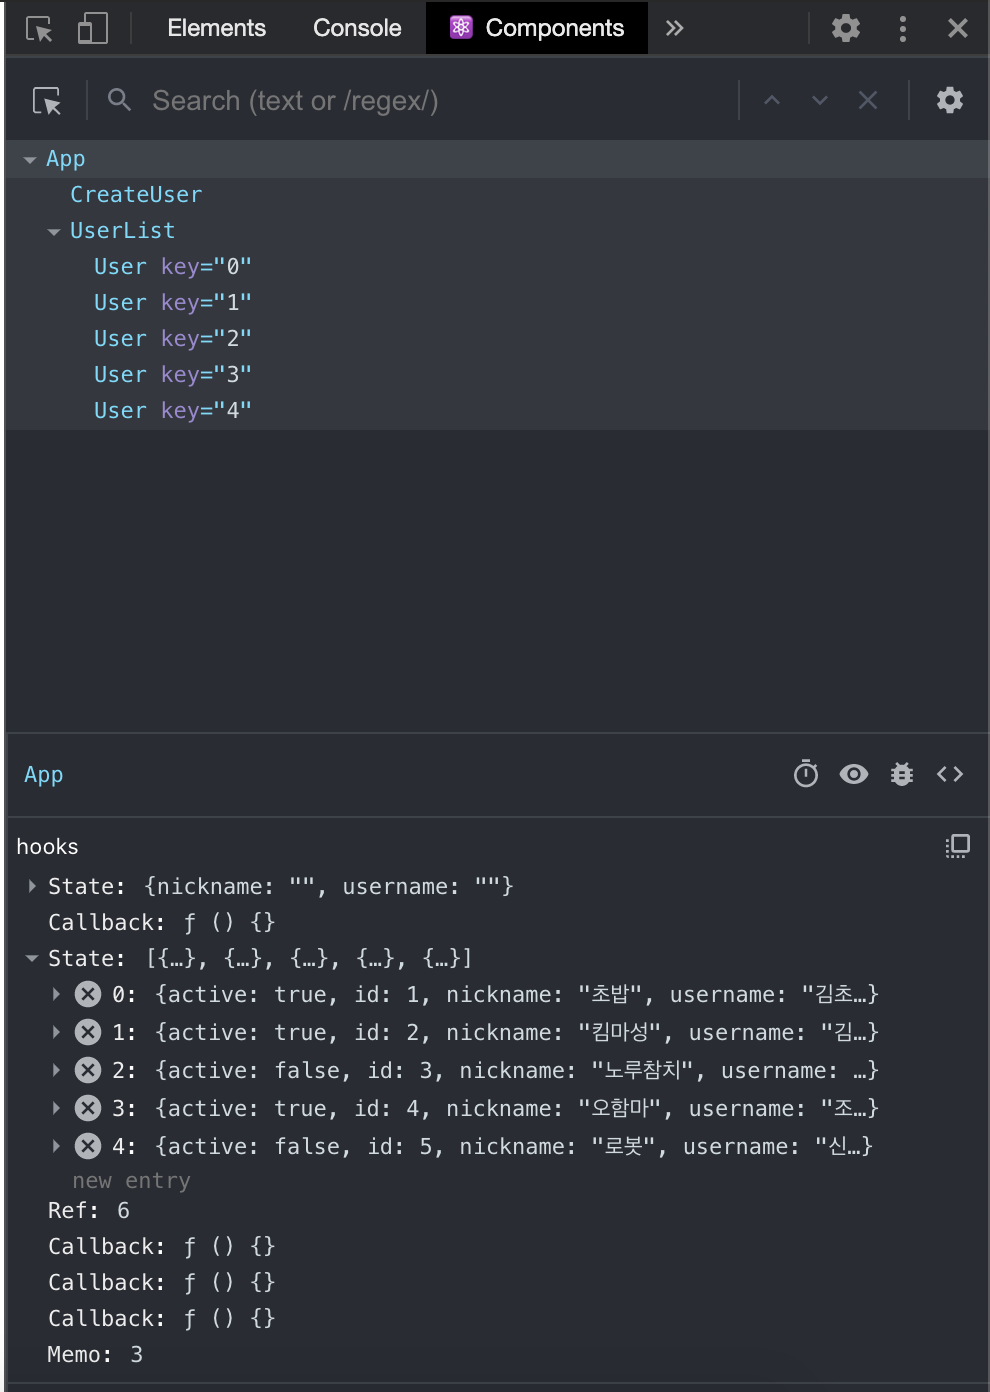 Elements Console Components
Search (text or /regex/)
App
CreateUser
UserList
User key="0"
User key="1"
User key="2"
User key="3"
User key="4"
App
hooks
State: {nickname: "", username: ""}
Callback: ƒ () {}
State: [{…}, {…}, {…}, {…}, {…}]
0: {active: true, id: 1, nickname: "초밥", username: "김초…}
1: {active: true, id: 2, nickname: "킴마성", username: "김…}
2: {active: false, id: 3, nickname: "노루참치", username: …}
3: {active: true, id: 4, nickname: "오함마", username: "조…}
4: {active: false, id: 5, nickname: "로봇", username: "신…}
new entry
Ref: 6
Callback: ƒ () {}
Callback: ƒ () {}
Callback: ƒ () {}
Memo: 3